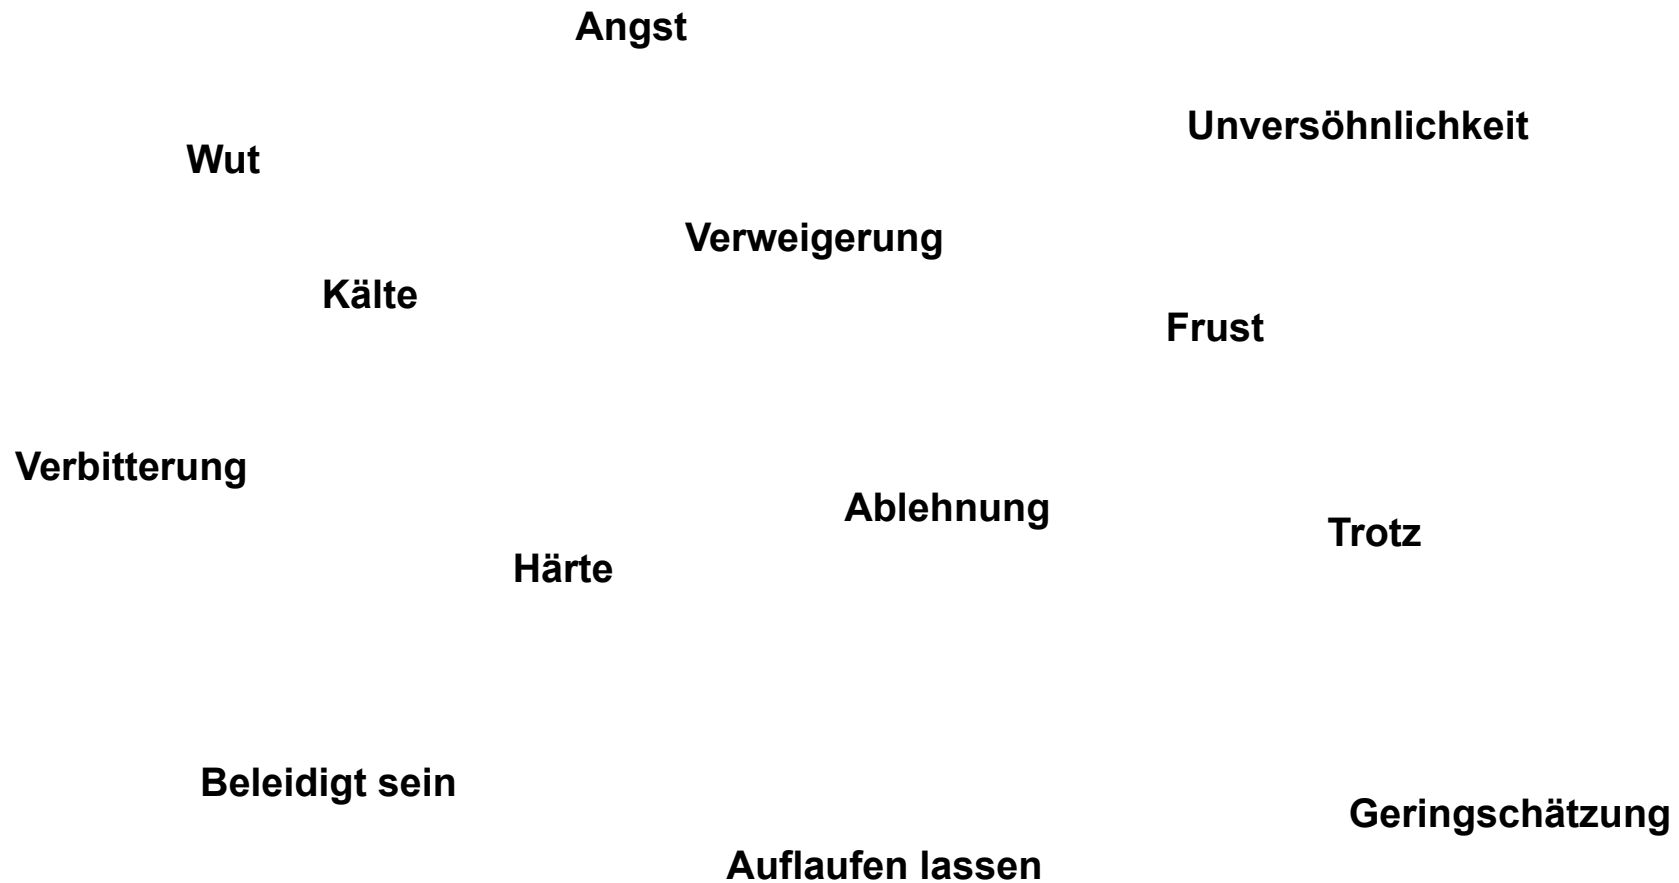 Angst
Unversöhnlichkeit
Wut
Verweigerung
Kälte
Frust
Verbitterung
Ablehnung
Trotz
Härte
Beleidigt sein
Geringschätzung
Auflaufen lassen